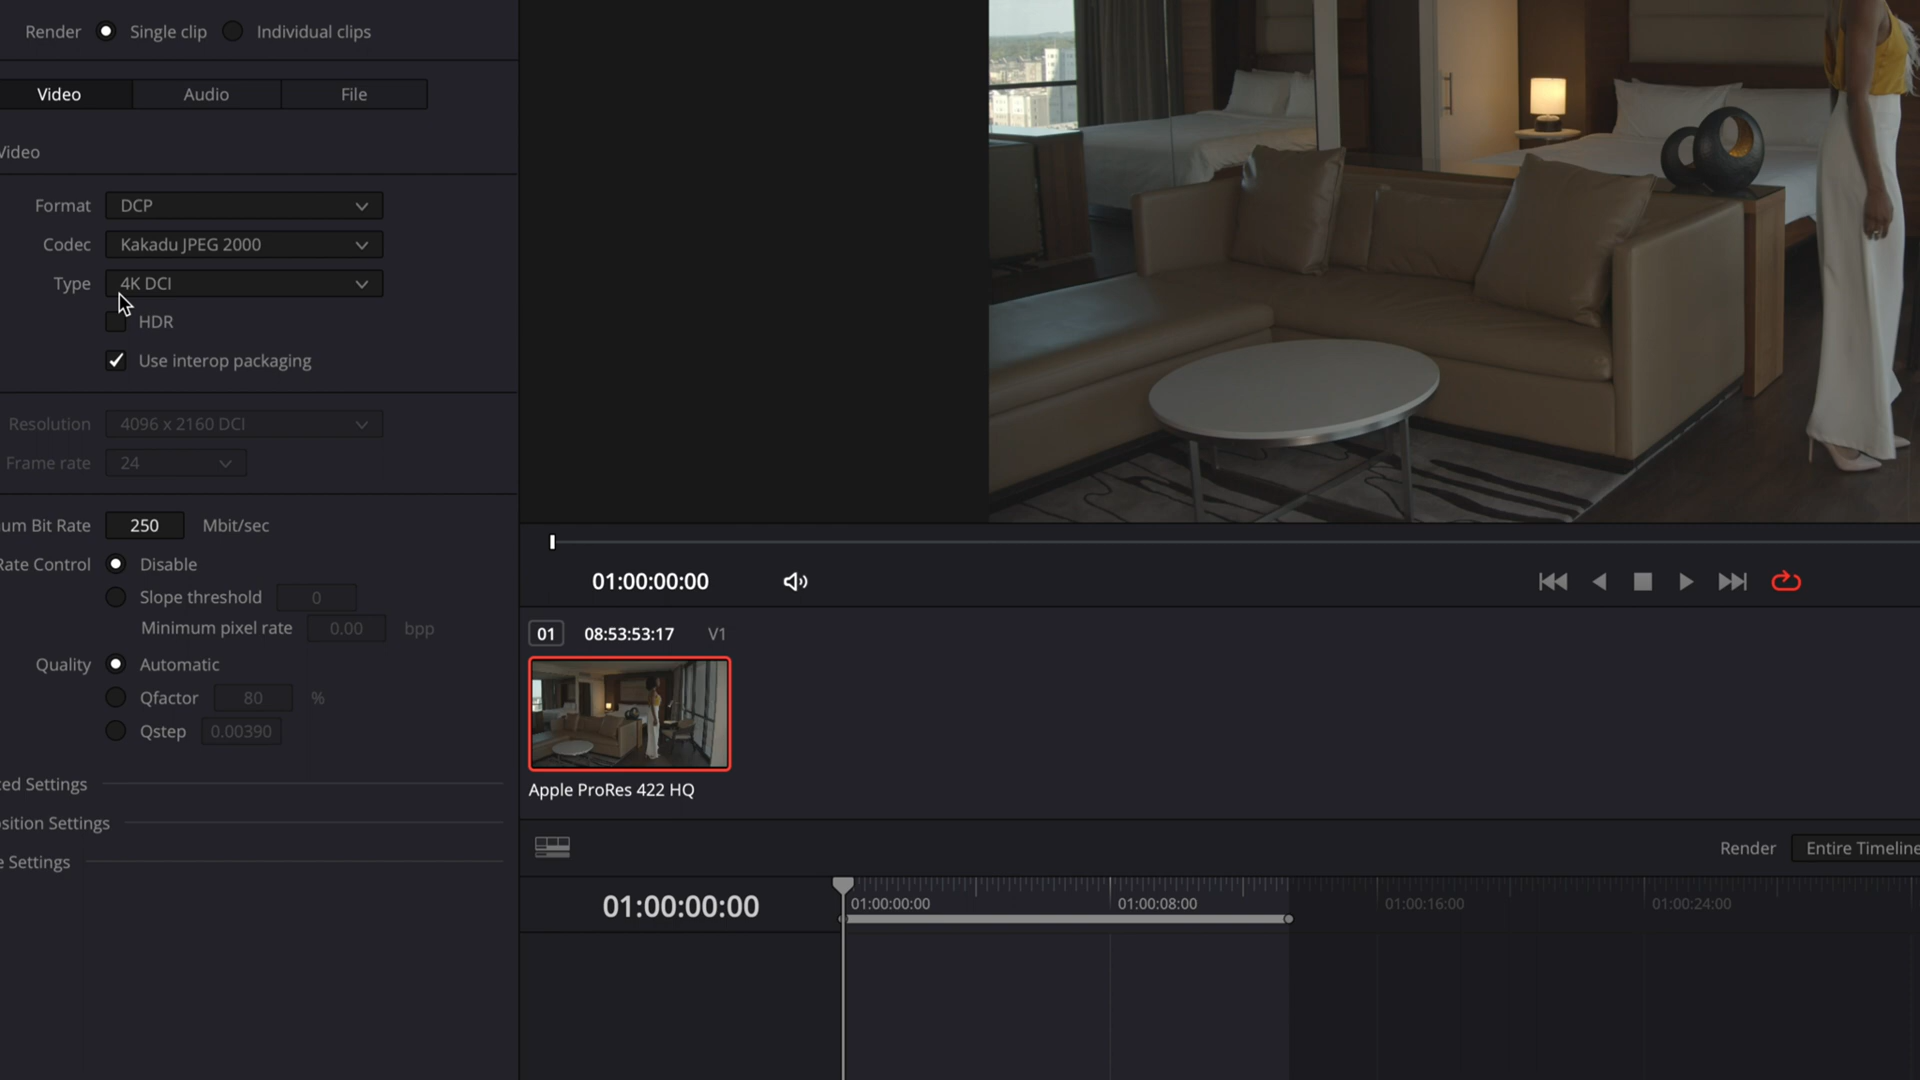 Render Single clip Individual clips
Video Audio File
Video
Format DCP
Codec Kakadu JPEG 2000
Type 4K DCI
HDR
Use interop packaging
Resolution 4096 x 2160 DCI
Frame rate 24
um Bit Rate 250 Mbit/sec
Rate Control Disable
Slope threshold 0
Minimum pixel rate 0.00 bpp
Quality Automatic
Qfactor 80 %
Qstep 0.00390
ced Settings
sition Settings
e Settings
01:00:00:00
01 08:53:53:17 V1
Apple ProRes 422 HQ
Render Entire Timeline
01:00:00:00
01:00:00:00 01:00:08:00 01:00:16:00 01:00:24:00